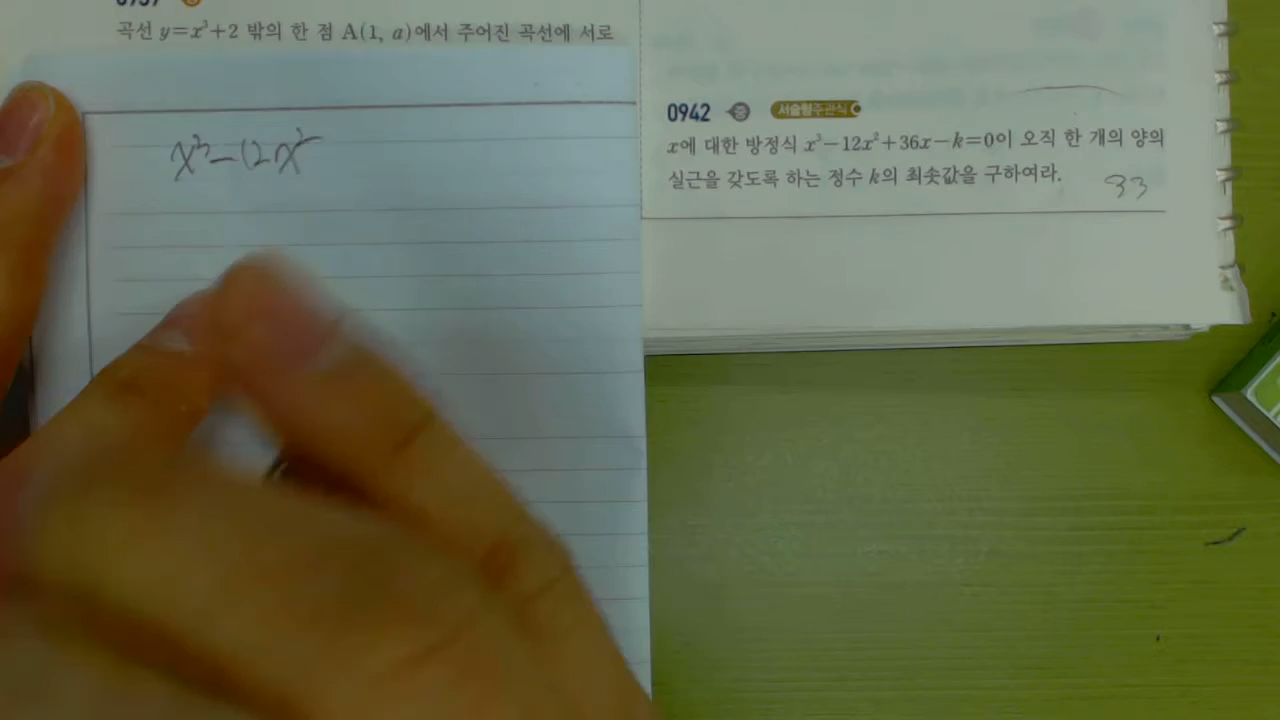 곡선 y=x³+2 밖의 한 점 A(1, a)에서 주어진 곡선에 서로
x³-12x²
0942 중 서술형주관식
x에 대한 방정식 x³-12x²+36x-k=0이 오직 한 개의 양의
실근을 갖도록 하는 정수 k의 최솟값을 구하여라.
33